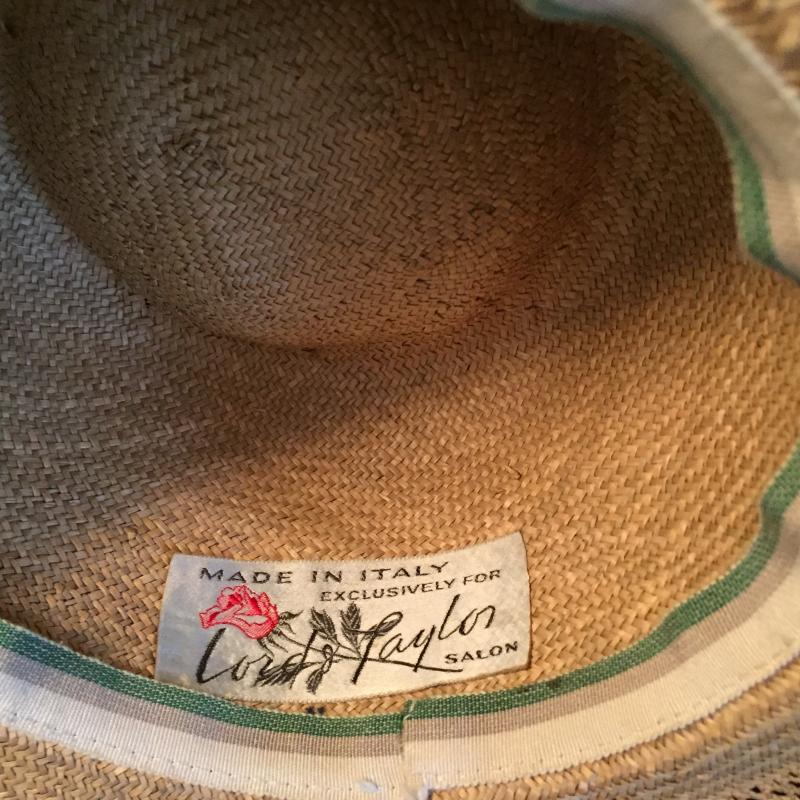 MADE IN ITALY
EXCLUSIVELY FOR
Lord & Taylor
SALON